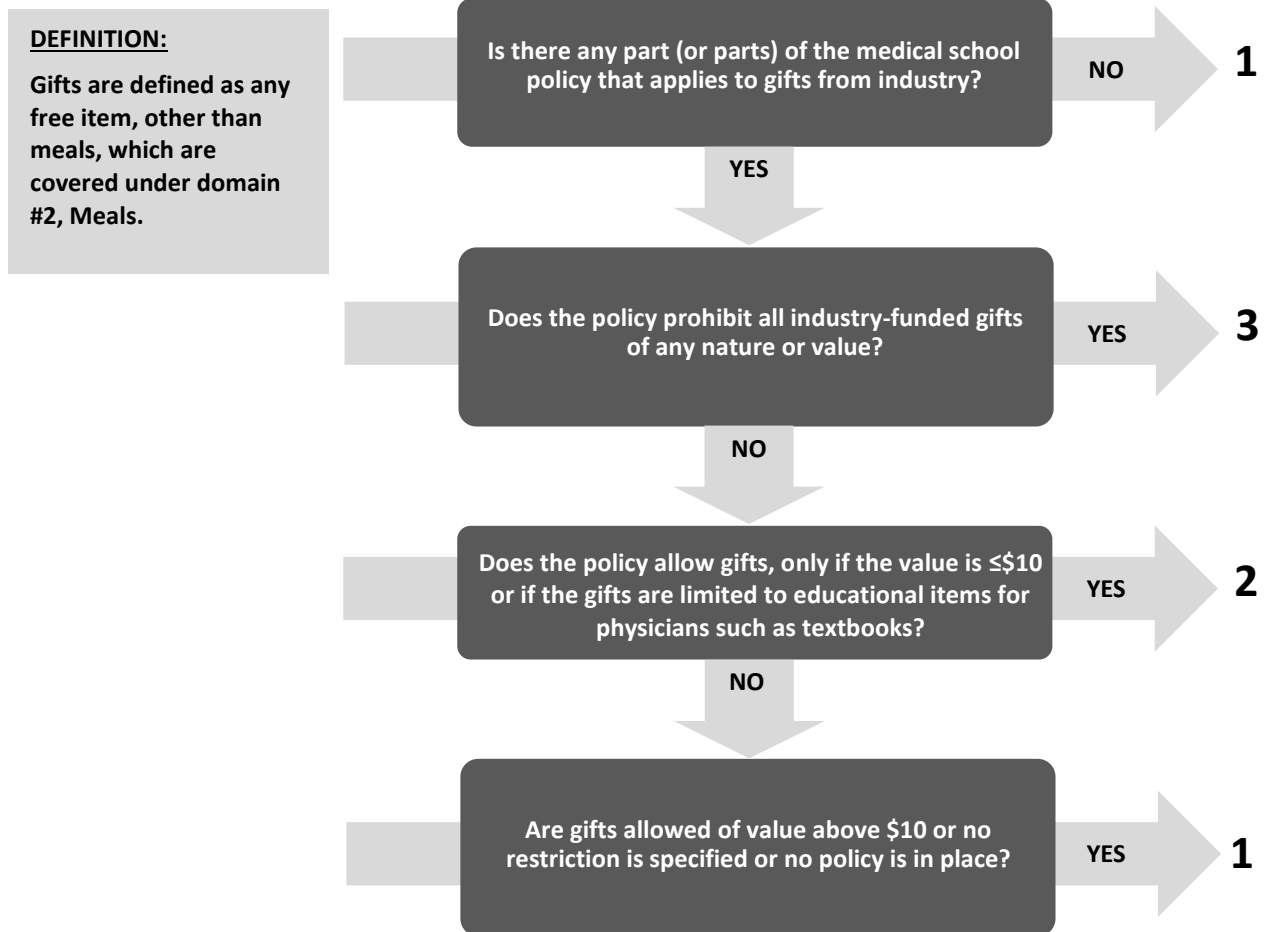 DEFINITION:
Gifts are defined as any
free item, other than
meals, which are
covered under domain
#2, Meals.
Is there any part (or parts) of the medical school
policy that applies to gifts from industry?
NO
1
YES
Does the policy prohibit all industry-funded gifts
of any nature or value?
YES
3
NO
Does the policy allow gifts, only if the value is ≤$10
or if the gifts are limited to educational items for
physicians such as textbooks?
YES
2
NO
Are gifts allowed of value above $10 or no
restriction is specified or no policy is in place?
YES
1